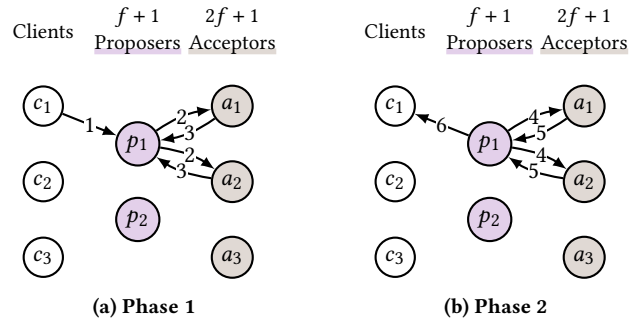 Clients
f + 1
Proposers
2f + 1
Acceptors
c1
c2
c3
p1
p2
a1
a2
a3
1
2
3
2
3
(a) Phase 1
Clients
f + 1
Proposers
2f + 1
Acceptors
c1
c2
c3
p1
p2
a1
a2
a3
6
4
5
4
5
(b) Phase 2